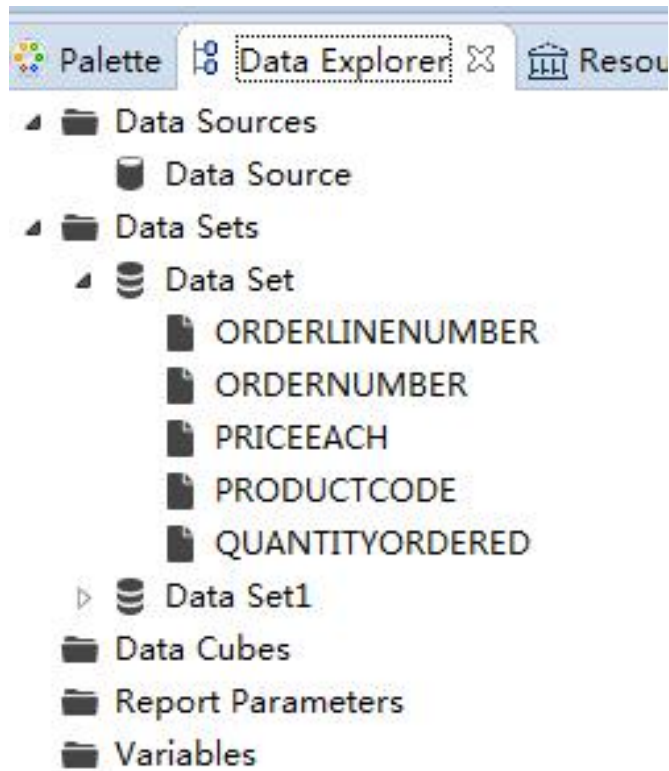 Palette Data Explorer Resou
Data Sources
Data Source
Data Sets
Data Set
ORDERLINENUMBER
ORDERNUMBER
PRICEEACH
PRODUCTCODE
QUANTITYORDERED
Data Set1
Data Cubes
Report Parameters
Variables